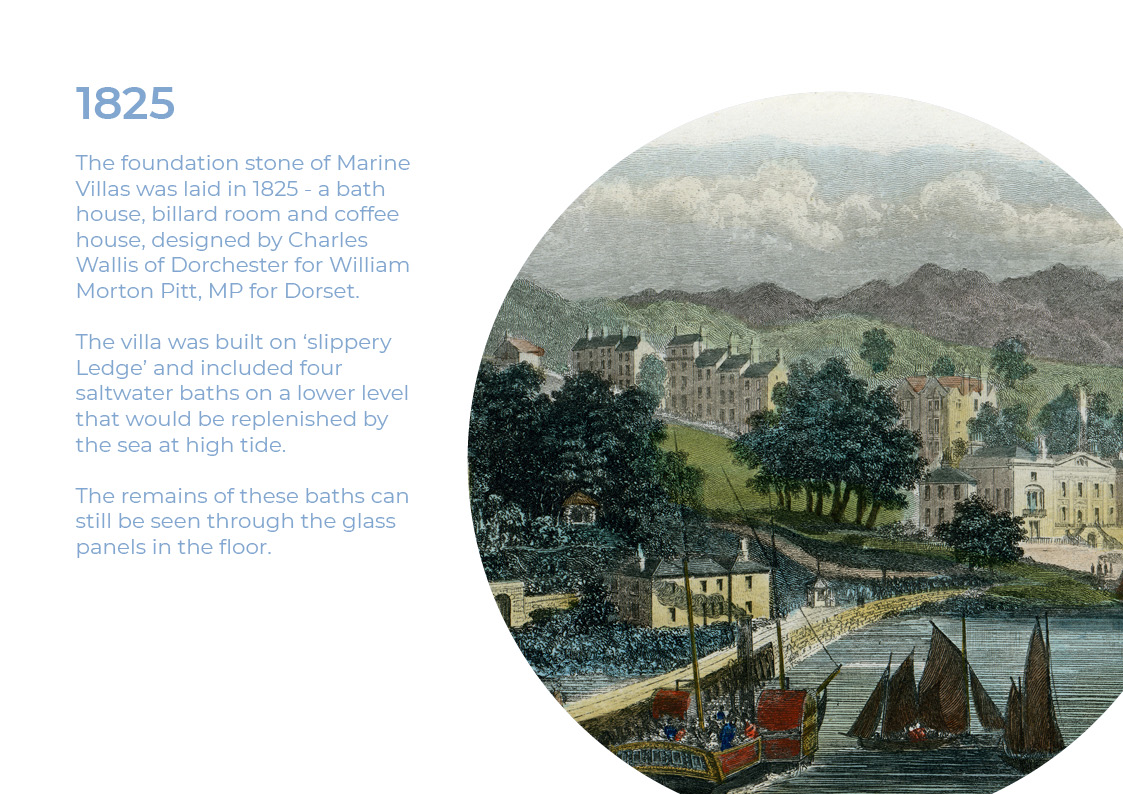 1825
The foundation stone of Marine
Villas was laid in 1825 - a bath
house, billard room and coffee
house, designed by Charles
Wallis of Dorchester for William
Morton Pitt, MP for Dorset.
The villa was built on ‘slippery
Ledge’ and included four
saltwater baths on a lower level
that would be replenished by
the sea at high tide.
The remains of these baths can
still be seen through the glass
panels in the floor.